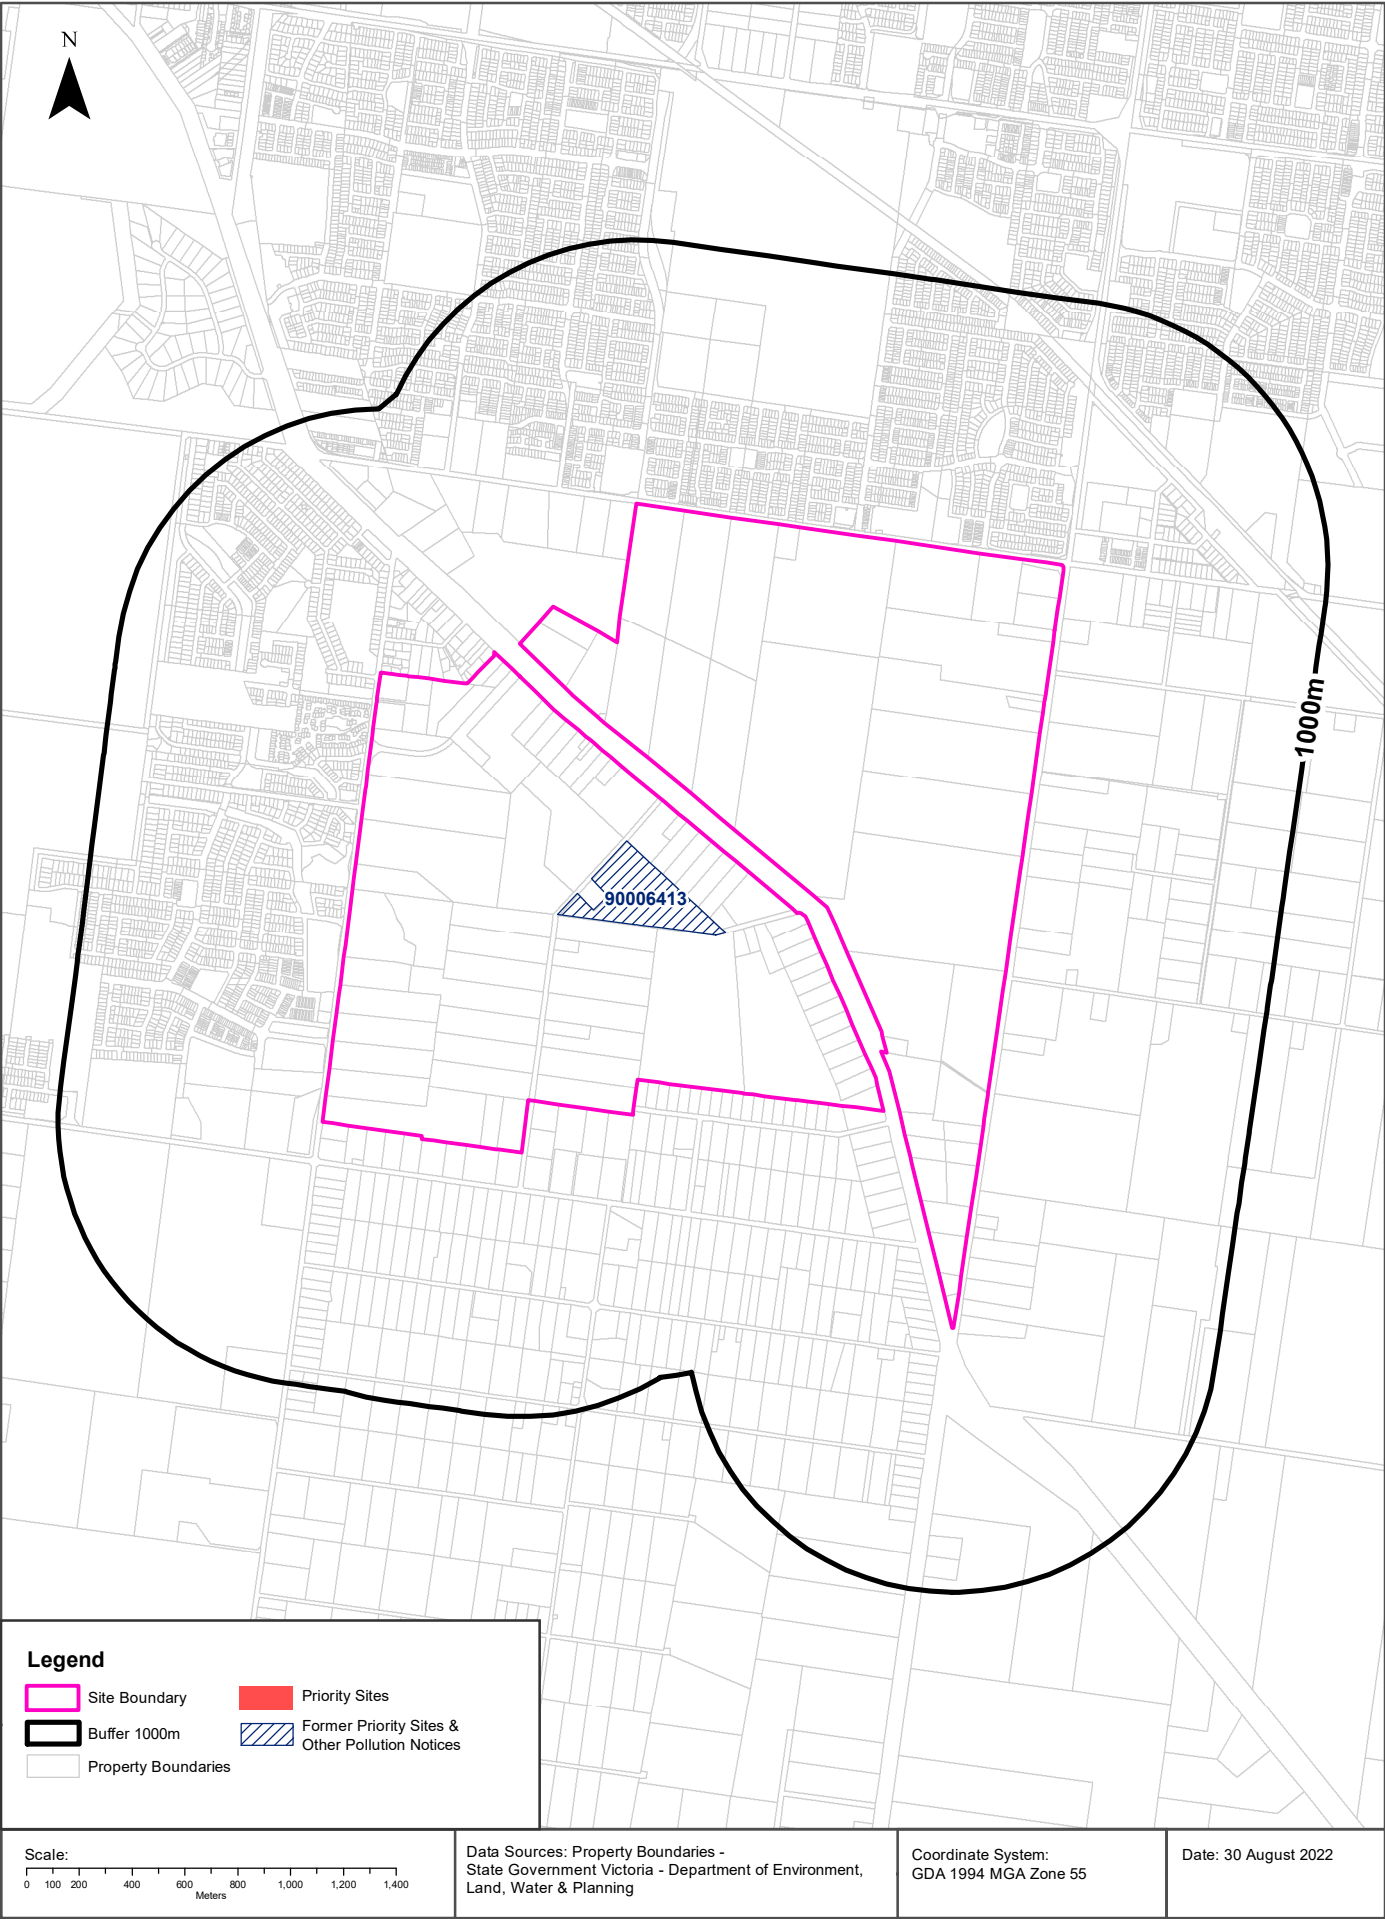 N
1000m
90006413
Legend
Site Boundary
Buffer 1000m
Property Boundaries
Priority Sites
Former Priority Sites &
Other Pollution Notices
Scale:
0 100 200 400 600 800 1,000 1,200 1,400
Meters
Data Sources: Property Boundaries -
State Government Victoria - Department of Environment,
Land, Water & Planning
Coordinate System:
GDA 1994 MGA Zone 55
Date: 30 August 2022